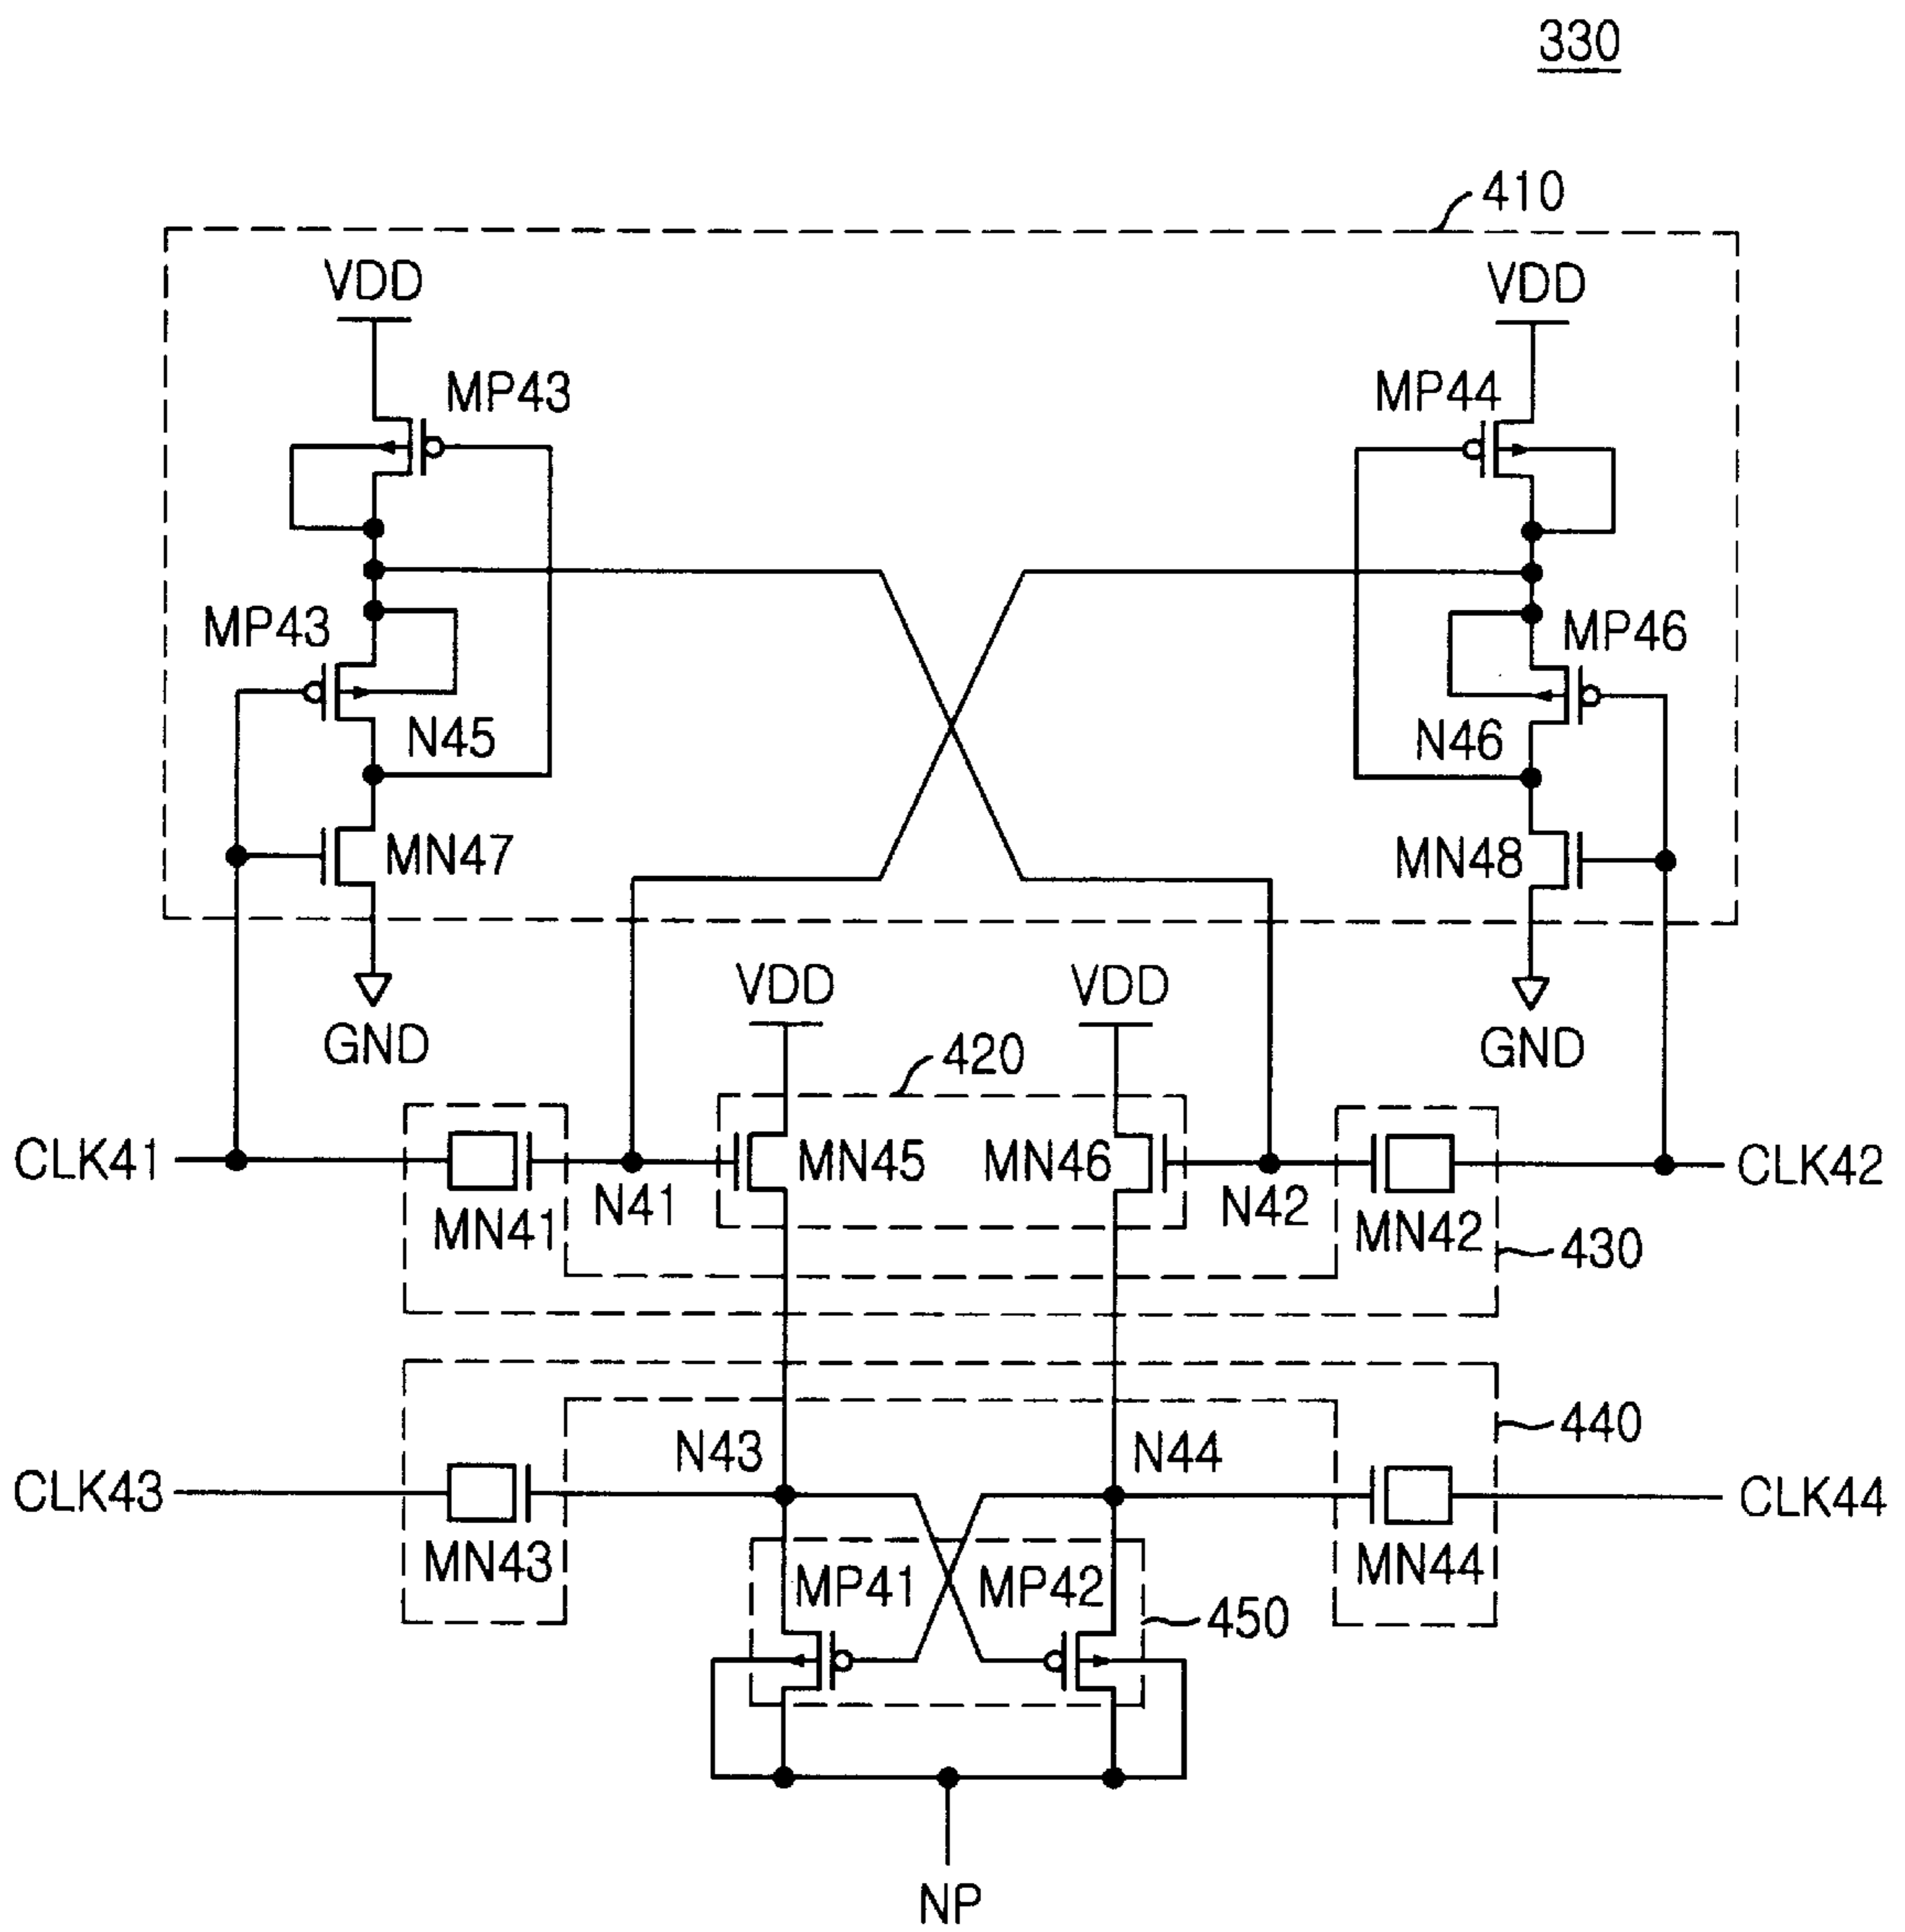 330
410
VDD
VDD
MP43
MP44
MP43
MP46
N45
N46
MN47
MN48
VDD
VDD
GND
GND
420
CLK41
MN45
MN46
CLK42
MN41
N41
N42
MN42
430
440
N43
N44
CLK43
CLK44
MN43
MP41
MP42
MN44
450
NP